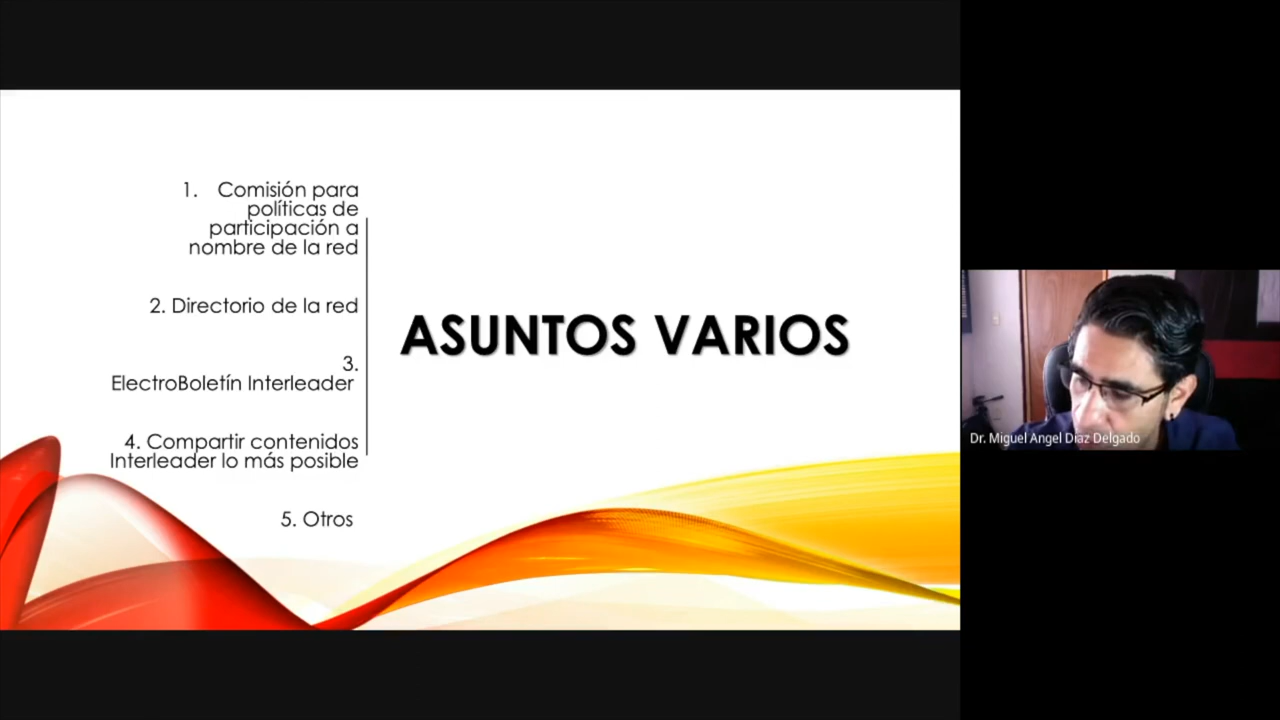 1. Comisión para
políticas de
participación a
nombre de la red
2. Directorio de la red
3.
ElectroBoletín Interleader
4. Compartir contenidos
Interleader lo más posible
5. Otros
ASUNTOS VARIOS
Dr. Miguel Angel Díaz Delgado